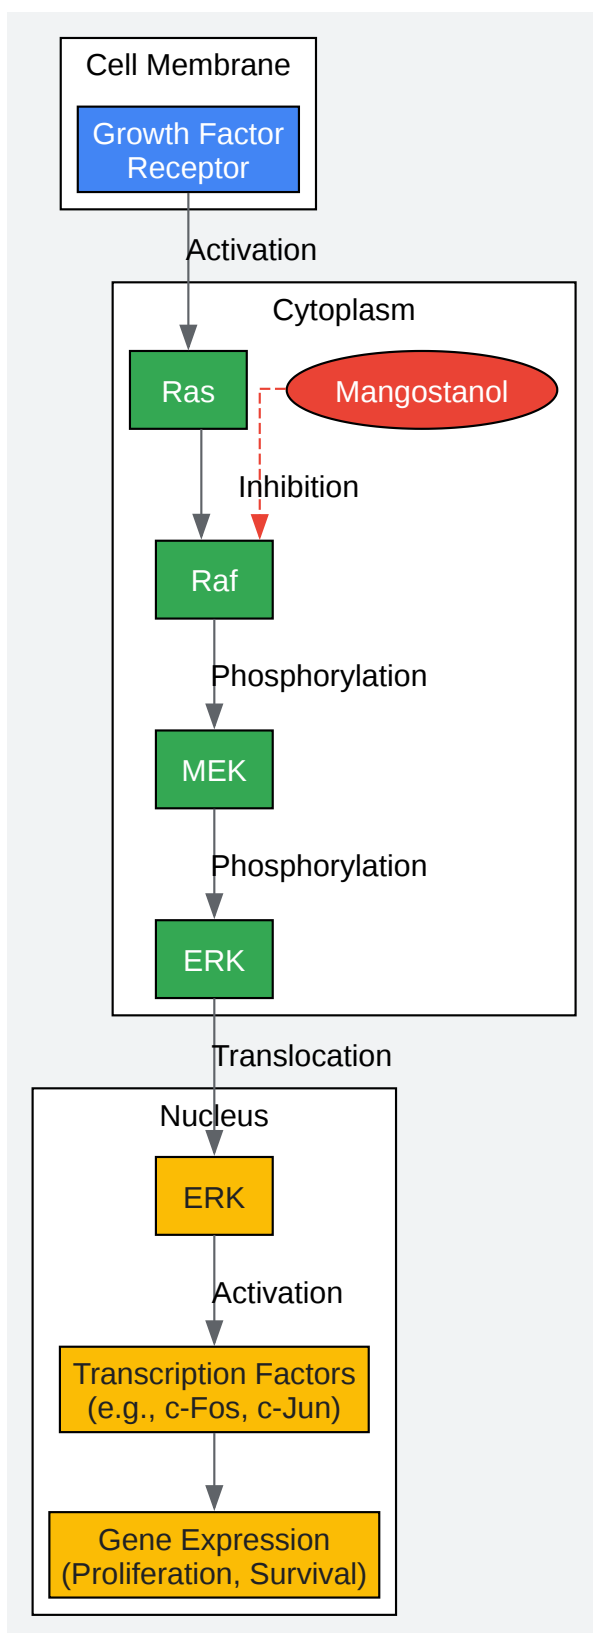 Cell Membrane
Growth Factor
Receptor
Activation
Cytoplasm
Ras
Mangostanol
Inhibition
Raf
Phosphorylation
MEK
Phosphorylation
ERK
Translocation
Nucleus
ERK
Activation
Transcription Factors
(e.g., c-Fos, c-Jun)
Gene Expression
(Proliferation, Survival)